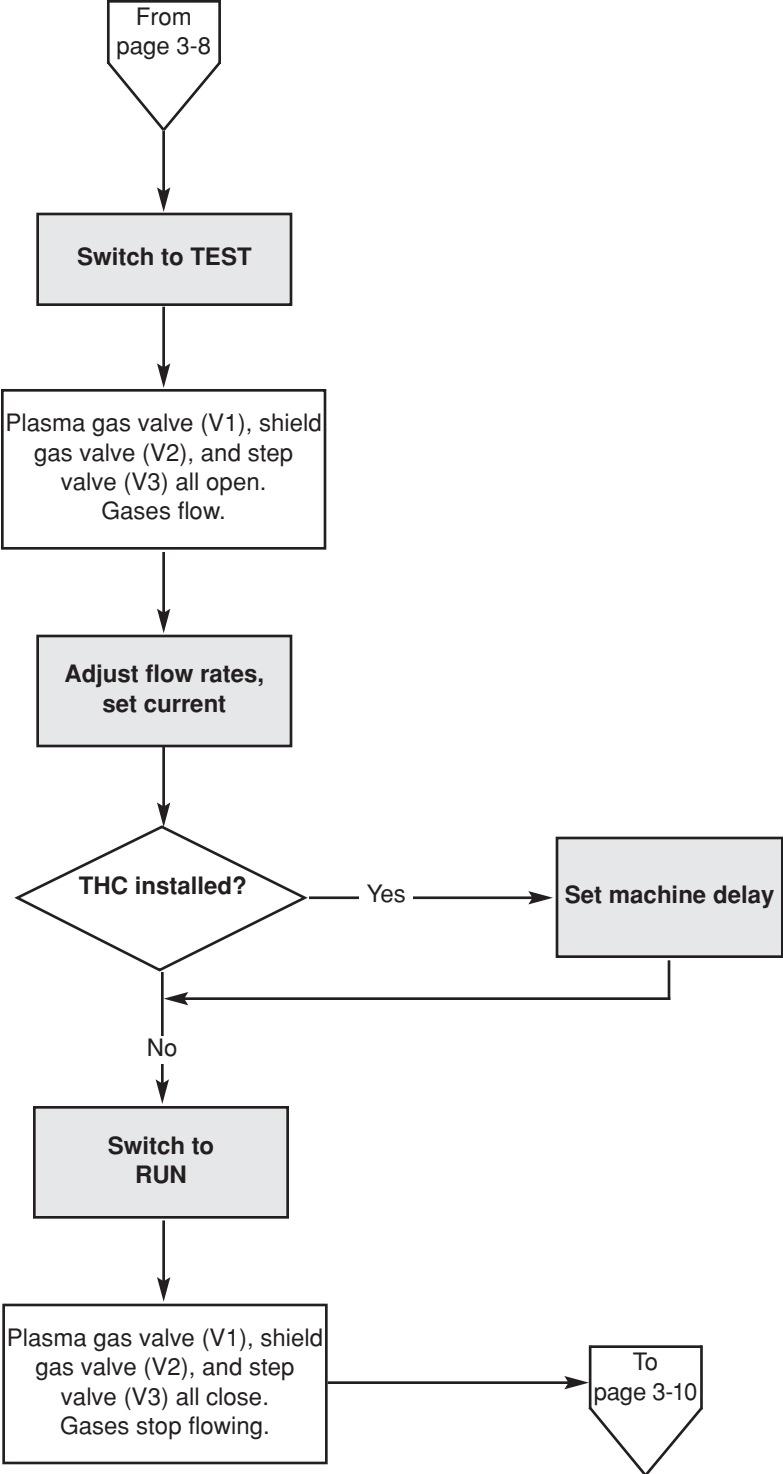 From
page 3-8
Switch to TEST
Plasma gas valve (V1), shield
gas valve (V2), and step
valve (V3) all open.
Gases flow.
Adjust flow rates,
set current
THC installed?
Yes
Set machine delay
No
Switch to
RUN
Plasma gas valve (V1), shield
gas valve (V2), and step
valve (V3) all close.
Gases stop flowing.
To
page 3-10